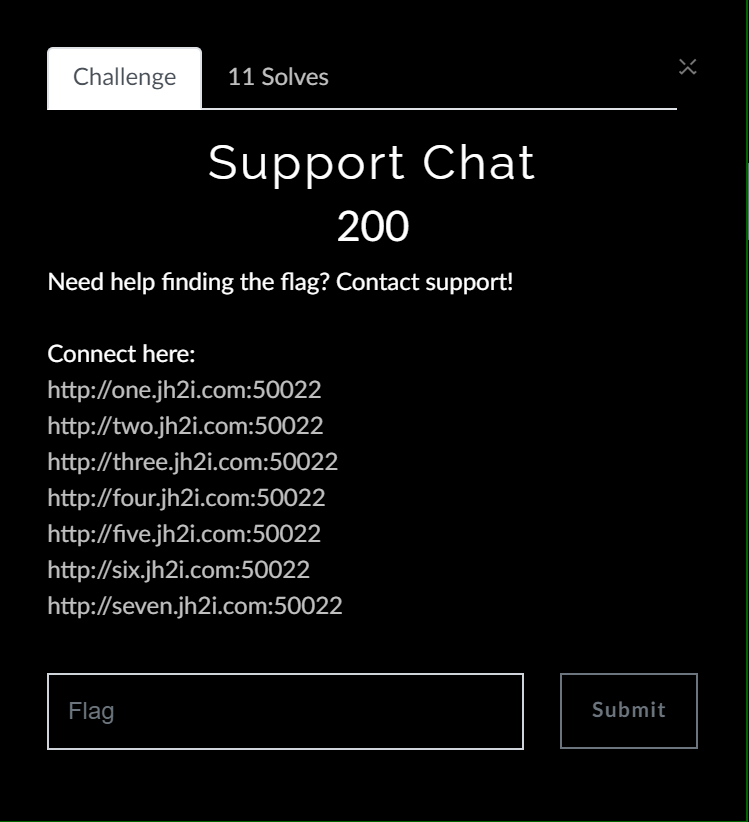 Challenge 11 Solves
Support Chat
200
Need help finding the flag? Contact support!
Connect here:
http://one.jh2i.com:50022
http://two.jh2i.com:50022
http://three.jh2i.com:50022
http://four.jh2i.com:50022
http://five.jh2i.com:50022
http://six.jh2i.com:50022
http://seven.jh2i.com:50022
Flag Submit